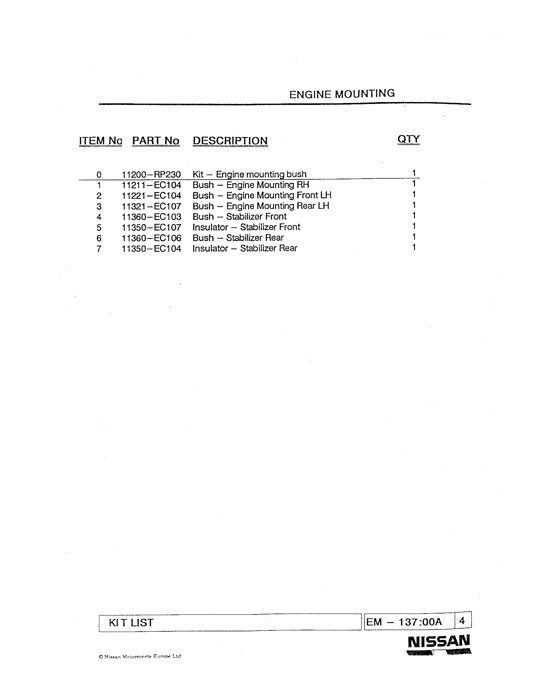 ENGINE MOUNTING
ITEM No PART No DESCRIPTION QTY
0 11200-RP230 Kit - Engine mounting bush 1
1 11211-EC104 Bush - Engine Mounting RH 1
2 11221-EC104 Bush - Engine Mounting Front LH 1
3 11321-EC107 Bush - Engine Mounting Rear LH 1
4 11360-EC103 Bush - Stabilizer Front 1
5 11350-EC107 Insulator - Stabilizer Front 1
6 11360-EC106 Bush - Stabilizer Rear 1
7 11350-EC104 Insulator - Stabilizer Rear 1
KIT LIST EM - 137:00A 4
NISSAN
© Nissan Motorsports Europe Ltd